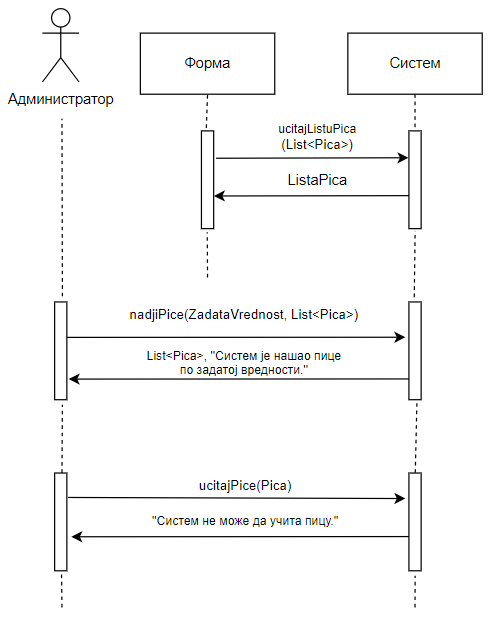 Администратор
Форма
Систем
ucitajListuPica
(List<Pica>)
ListaPica
nadjiPice(ZadataVrednost, List<Pica>)
List<Pica>, "Систем је нашао пице
по задатој вредности."
ucitajPice(Pica)
"Систем не може да учита пицу."